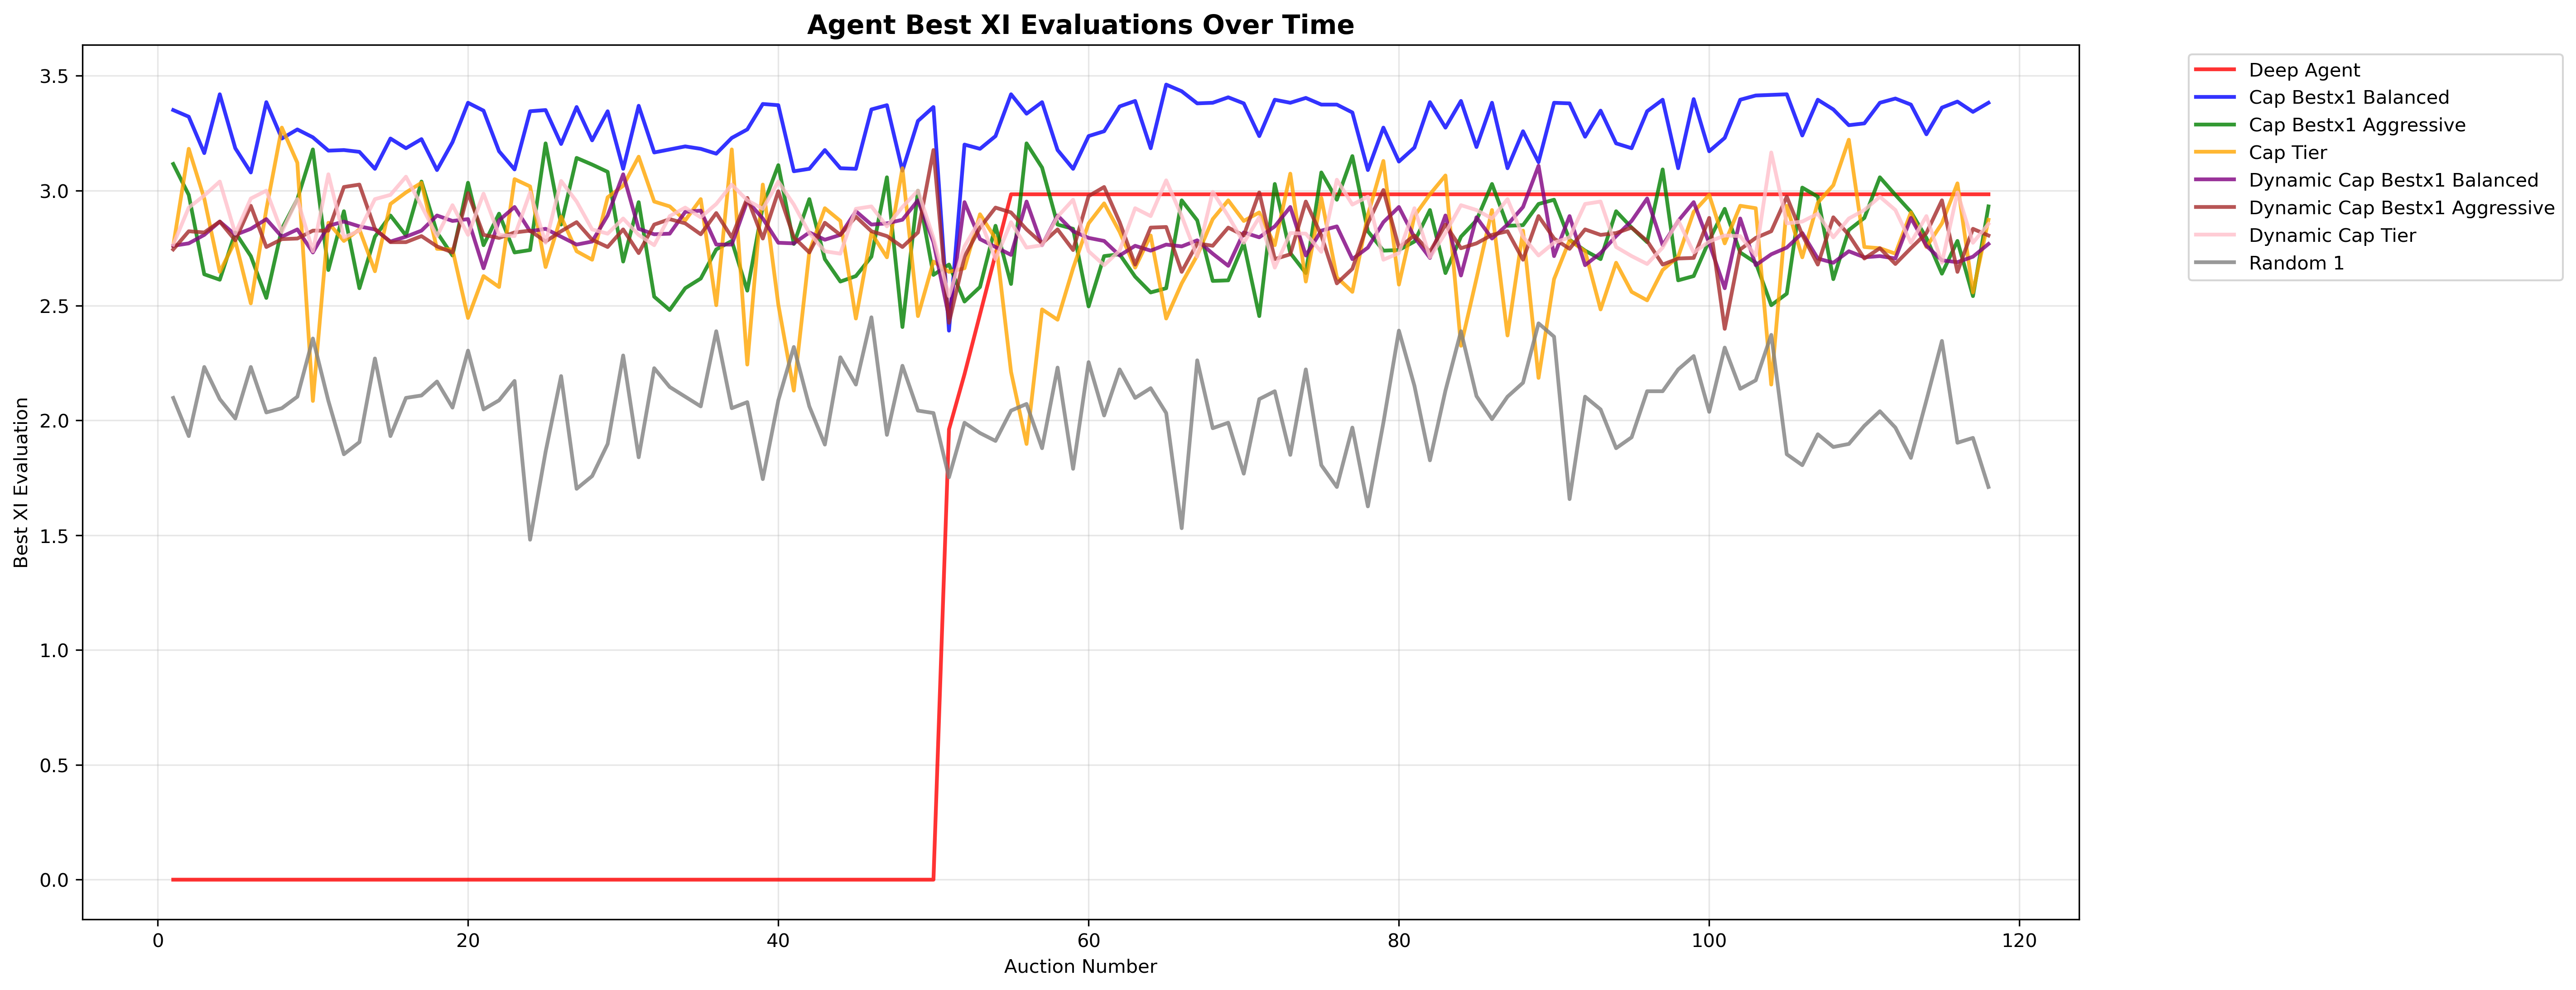 Agent Best XI Evaluations Over Time
3.5
3.0
2.5
2.0
1.5
1.0
0.5
0.0
Best XI Evaluation
0
20
40
60
80
100
120
Auction Number
Deep Agent
Cap Bestx1 Balanced
Cap Bestx1 Aggressive
Cap Tier
Dynamic Cap Bestx1 Balanced
Dynamic Cap Bestx1 Aggressive
Dynamic Cap Tier
Random 1